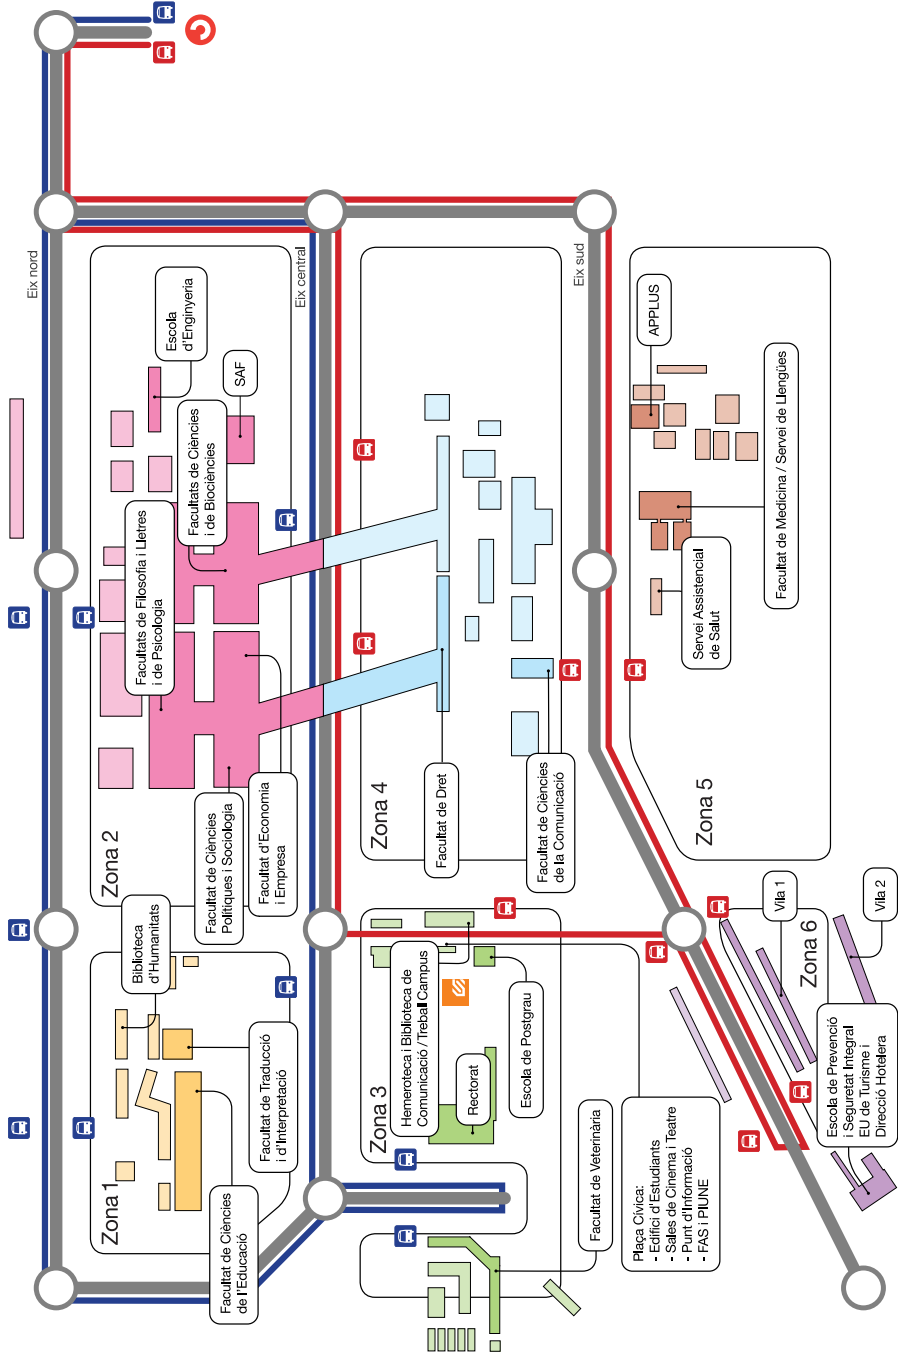 Eix nord
Eix central
Eix sud
Zona 1
Biblioteca
d'Humanitats
Facultat de Traducció
i d'Interpretació
Facultat de Ciències
de l'Educació
Zona 2
Escola
d'Enginyeria
SAF
Facultats de Ciències
i de Biociències
Facultats de Filosofia i Lletres
i de Psicologia
Facultat de Ciències
Polítiques i Sociologia
Facultat d'Economia
i Empresa
Zona 3
Hemeroteca i Biblioteca de
Comunicació / Treball Campus
Rectorat
Escola de Postgrau
Facultat de Veterinària
Plaça Cívica:
- Edifici d'Estudiants
- Sales de Cinema i Teatre
- Punt d'Informació
- FAS i PIUNE
Zona 4
Facultat de Dret
Facultat de Ciències
de la Comunicació
Zona 5
APPLUS
Facultat de Medicina / Servei de Llengües
Servei Assistencial
de Salut
Zona 6
Vila 1
Vila 2
Escola de Prevenció
i Seguretat Integral
EU de Turisme i
Direcció Hotelera